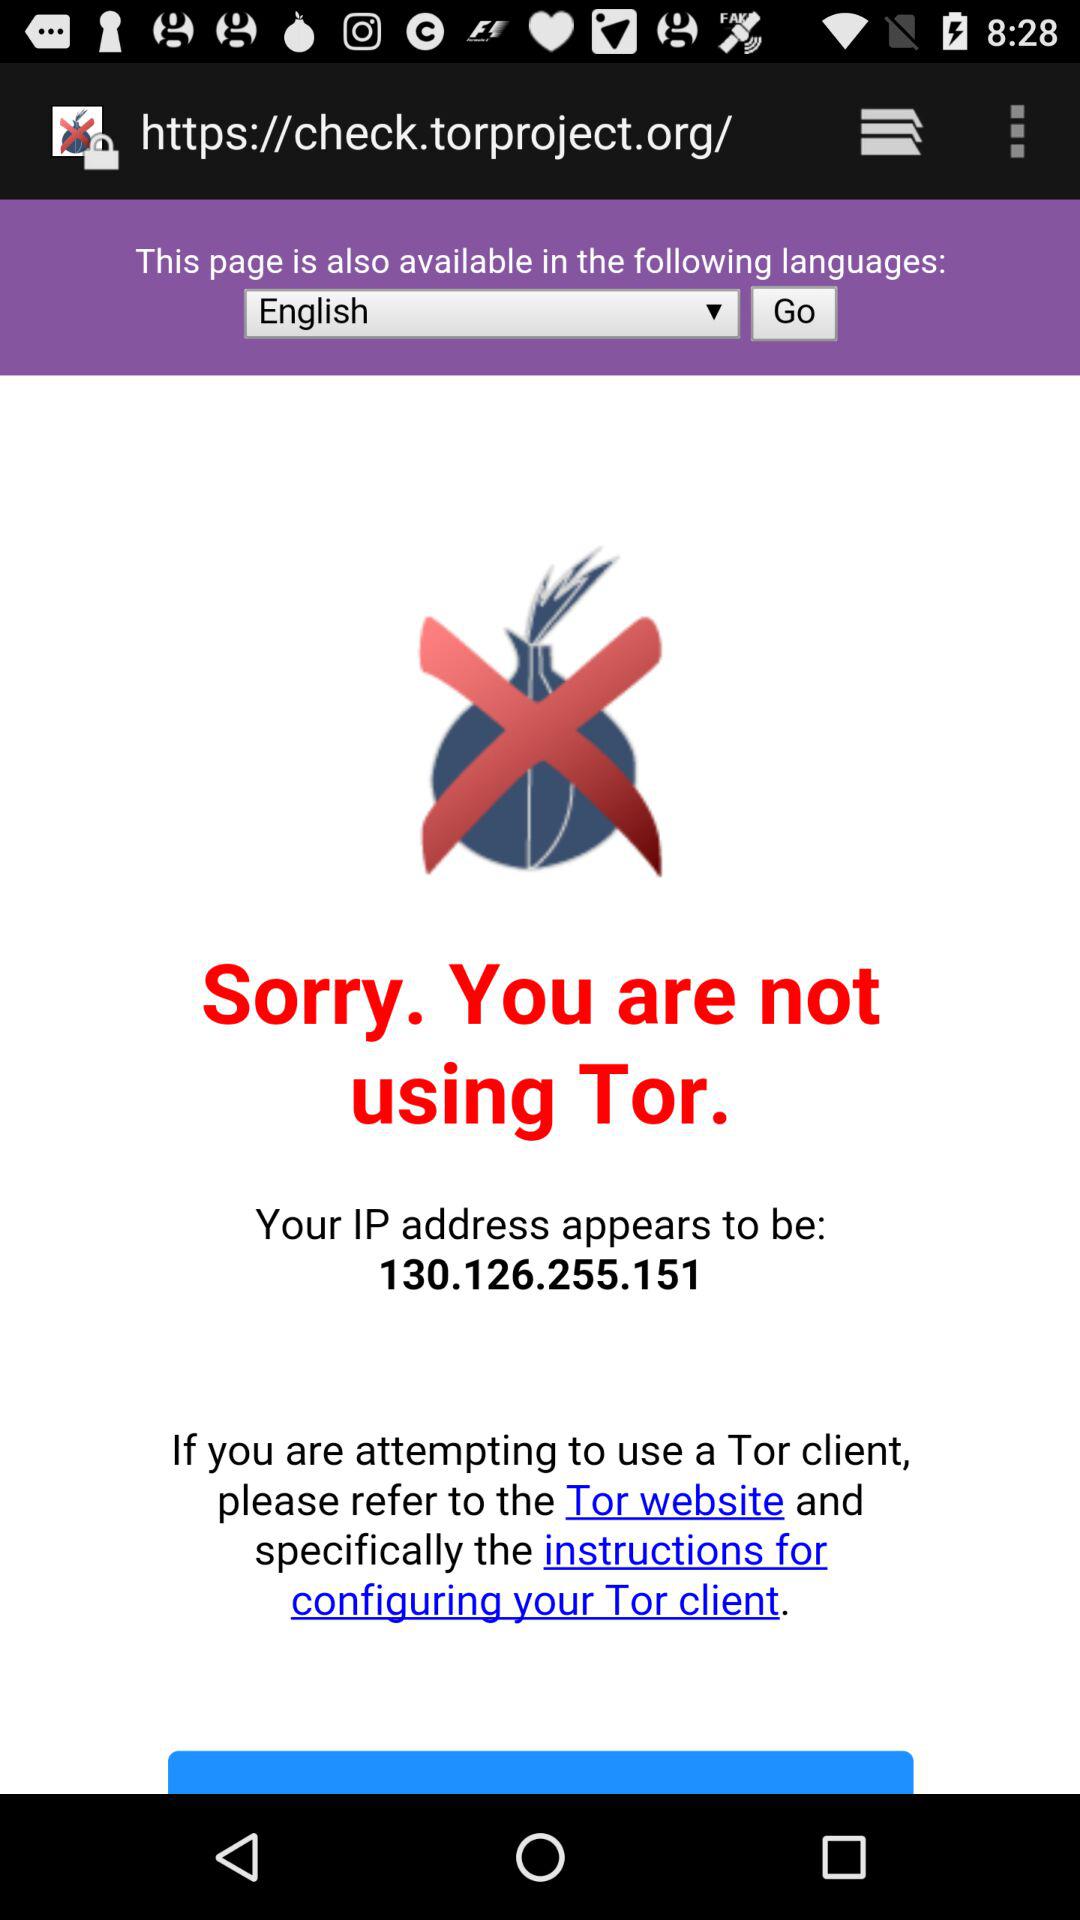 FAKE
8:28
https://check.torproject.org/
This page is also available in the following languages:
English ▼ Go
Sorry. You are not
using Tor.
Your IP address appears to be:
130.126.255.151
If you are attempting to use a Tor client,
please refer to the Tor website and
specifically the instructions for
configuring your Tor client.